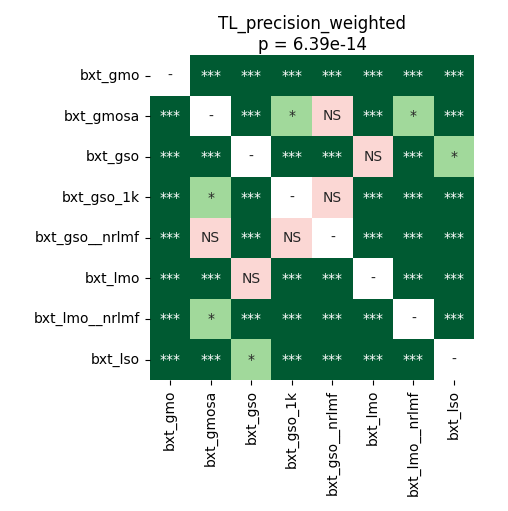 TL_precision_weighted
p = 6.39e-14
bxt_gmo - *** *** *** *** *** *** ***
bxt_gmosa *** - *** * NS *** * ***
bxt_gso *** *** - *** *** NS *** *
bxt_gso_1k *** * *** - NS *** *** ***
bxt_gso__nrlmf *** NS *** NS - *** *** ***
bxt_lmo *** *** NS *** *** - *** ***
bxt_lmo__nrlmf *** * *** *** *** *** - ***
bxt_lso *** *** * *** *** *** *** -
bxt_gmo
bxt_gmosa
bxt_gso
bxt_gso_1k
bxt_gso__nrlmf
bxt_lmo
bxt_lmo__nrlmf
bxt_lso